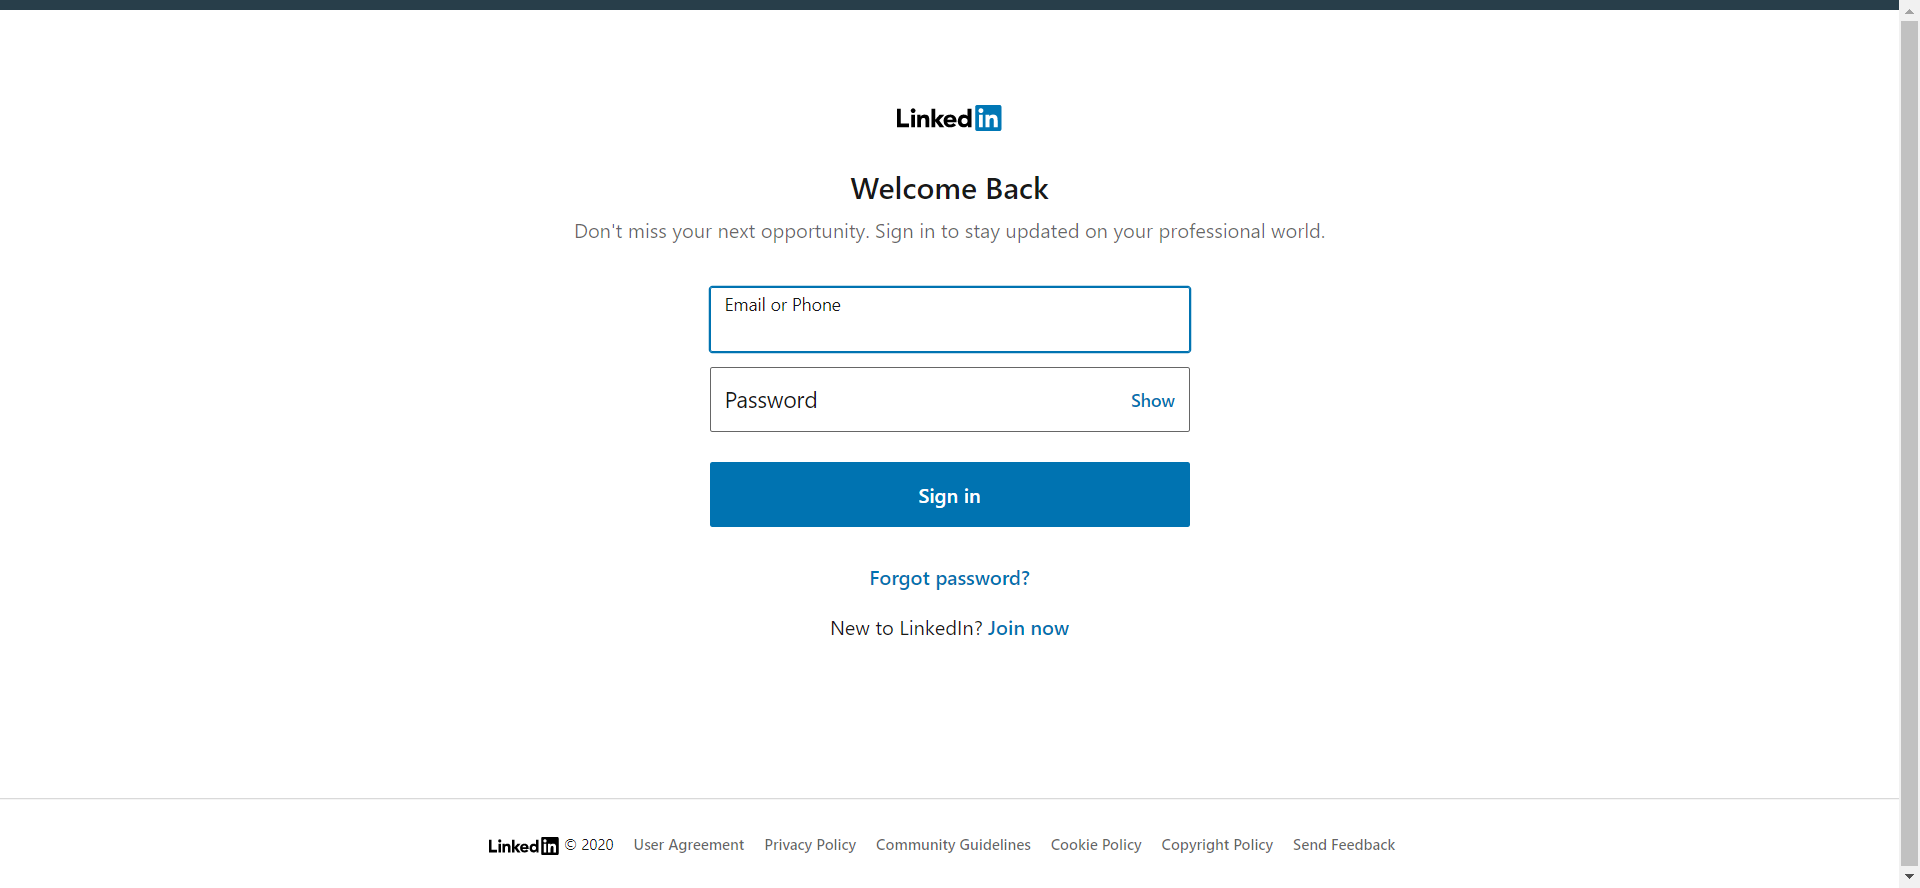 Linkedin
Welcome Back
Don't miss your next opportunity. Sign in to stay updated on your professional world.
Email or Phone
Password Show
Sign in
Forgot password?
New to LinkedIn? Join now
Linkedin © 2020 User Agreement Privacy Policy Community Guidelines Cookie Policy Copyright Policy Send Feedback